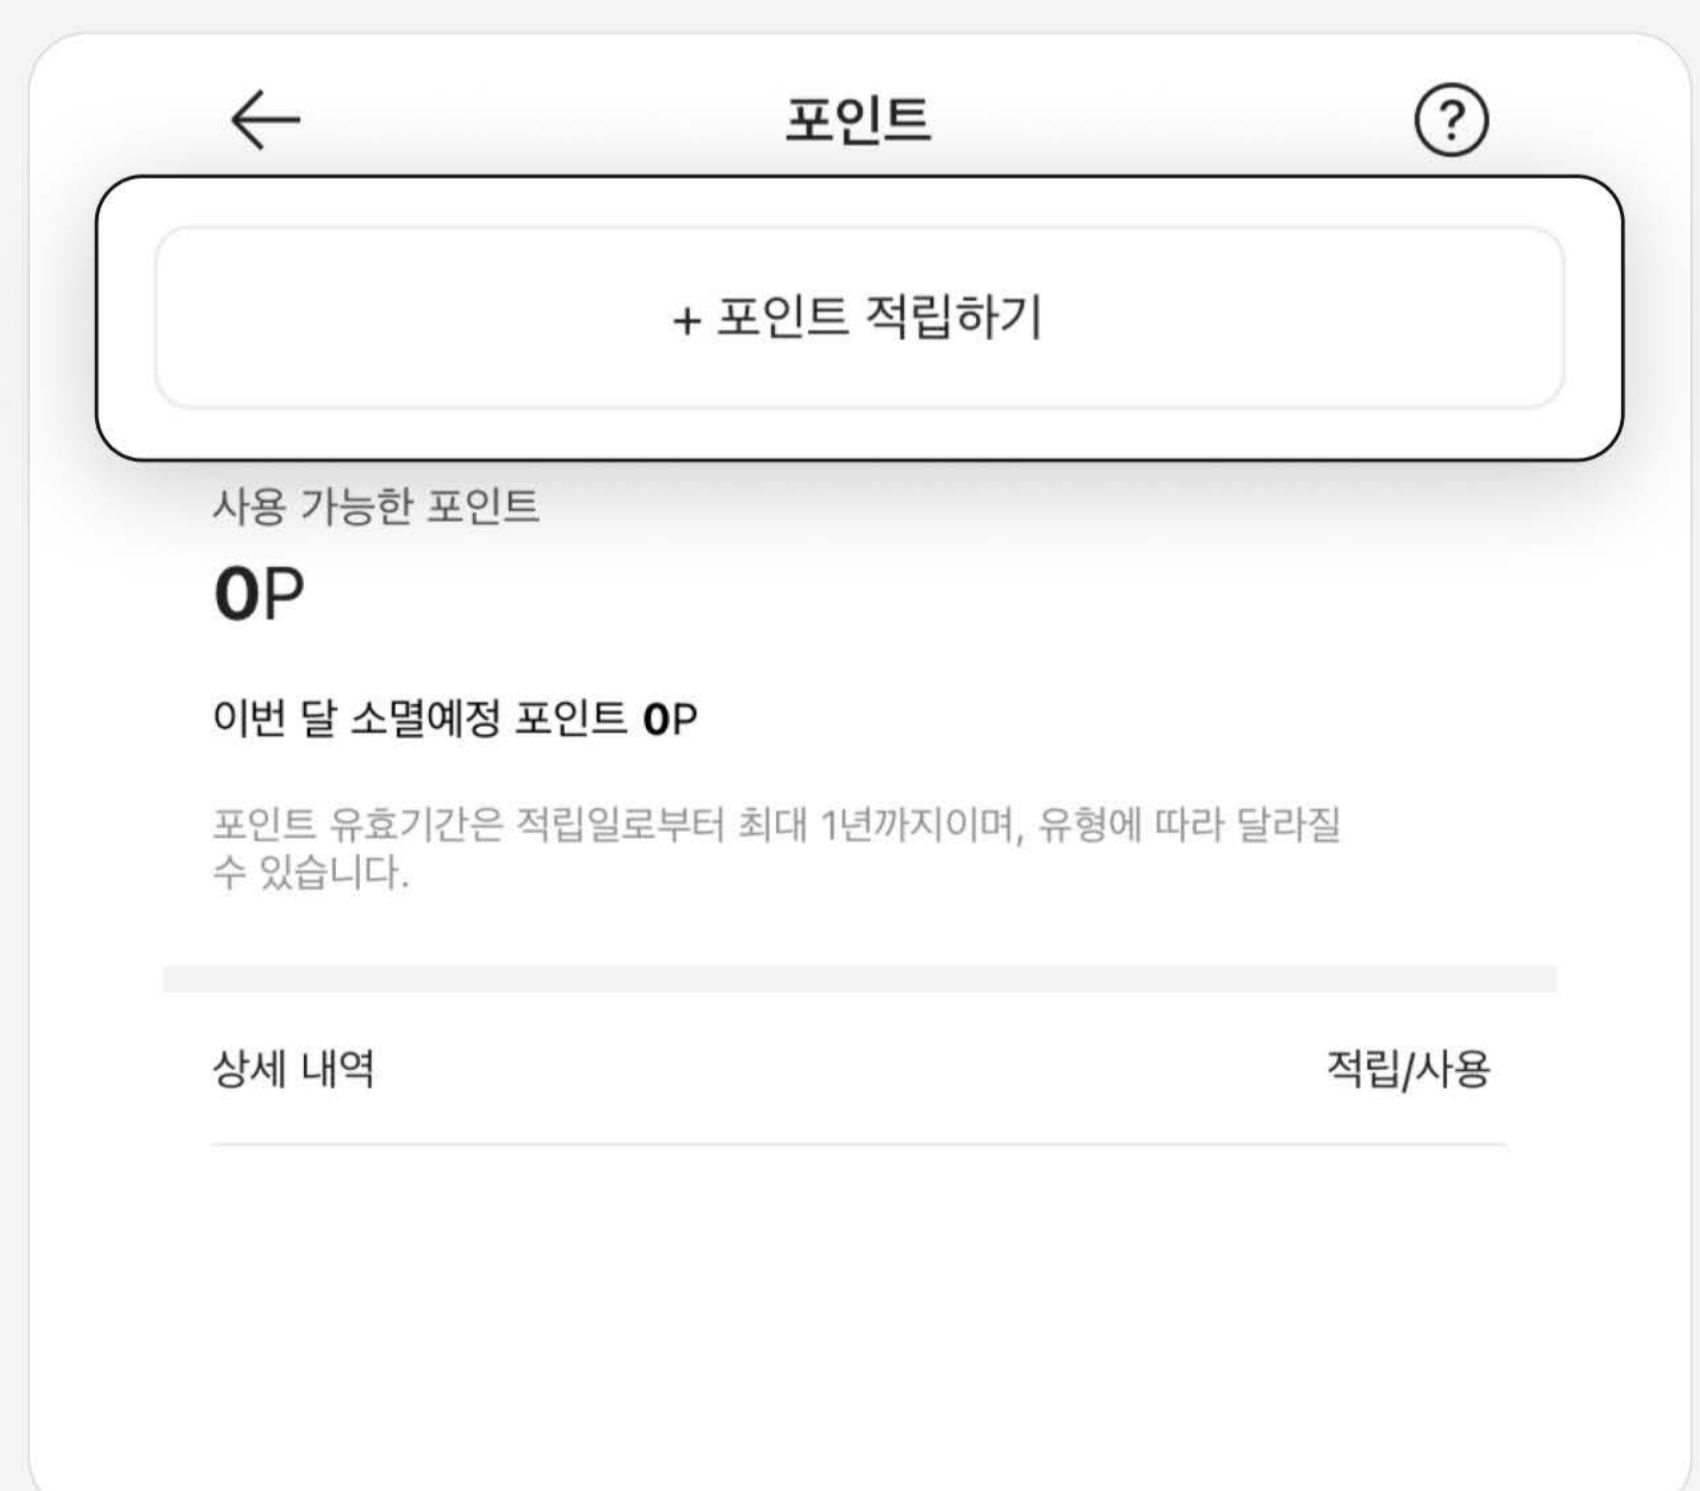 포인트
?
+ 포인트 적립하기
사용 가능한 포인트
0P
이번 달 소멸예정 포인트 0P
포인트 유효기간은 적립일로부터 최대 1년까지이며, 유형에 따라 달라질
수 있습니다.
상세 내역 적립/사용